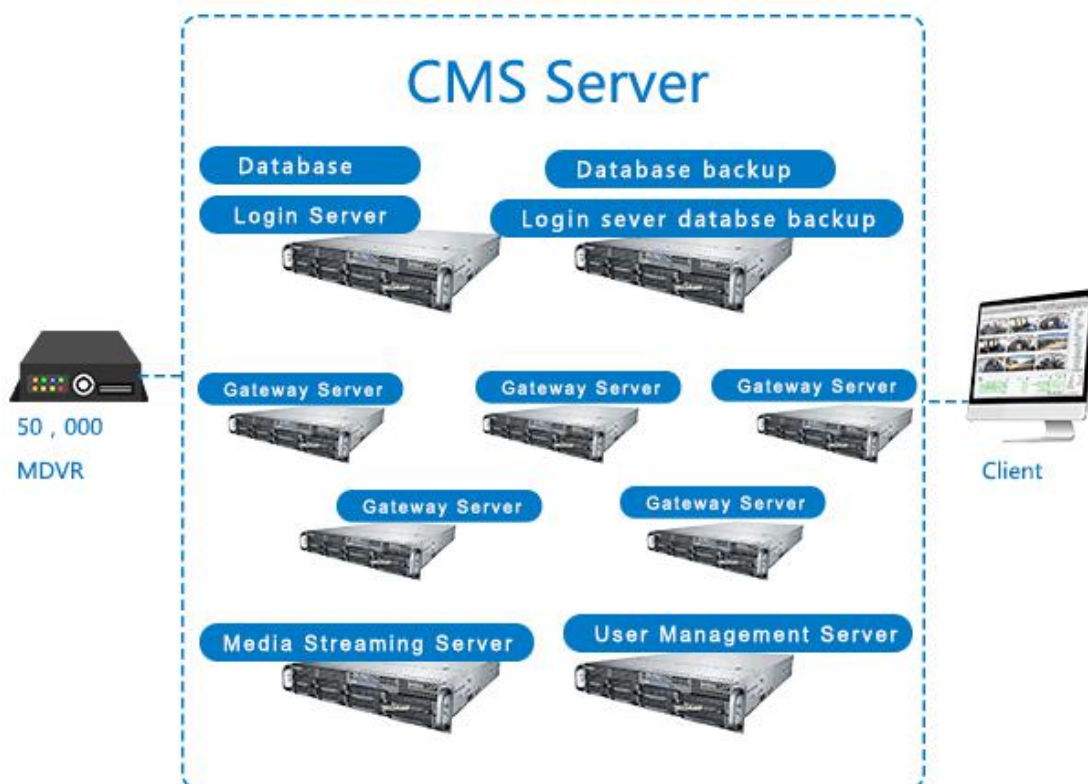 CMS Server
Database
Database backup
Login Server
Login sever databse backup
50 , 000
MDVR
Gateway Server
Gateway Server
Gateway Server
Client
Gateway Server
Gateway Server
Media Streaming Server
User Management Server